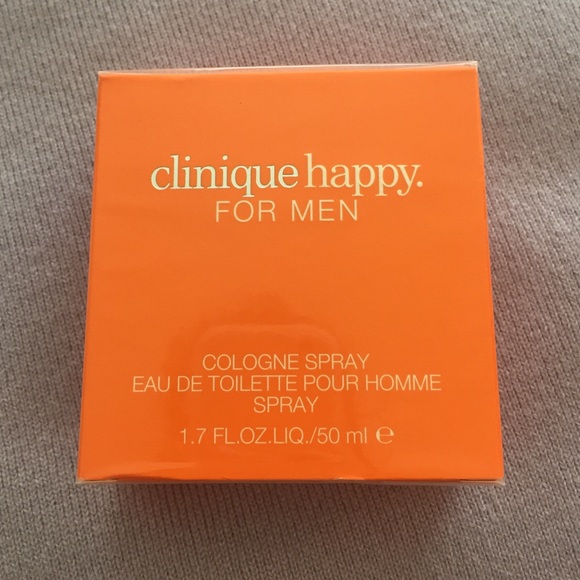 clinique happy.
FOR MEN
COLOGNE SPRAY
EAU DE TOILETTE POUR HOMME
SPRAY
1.7 FL.OZ.LIQ./50 ml ℮